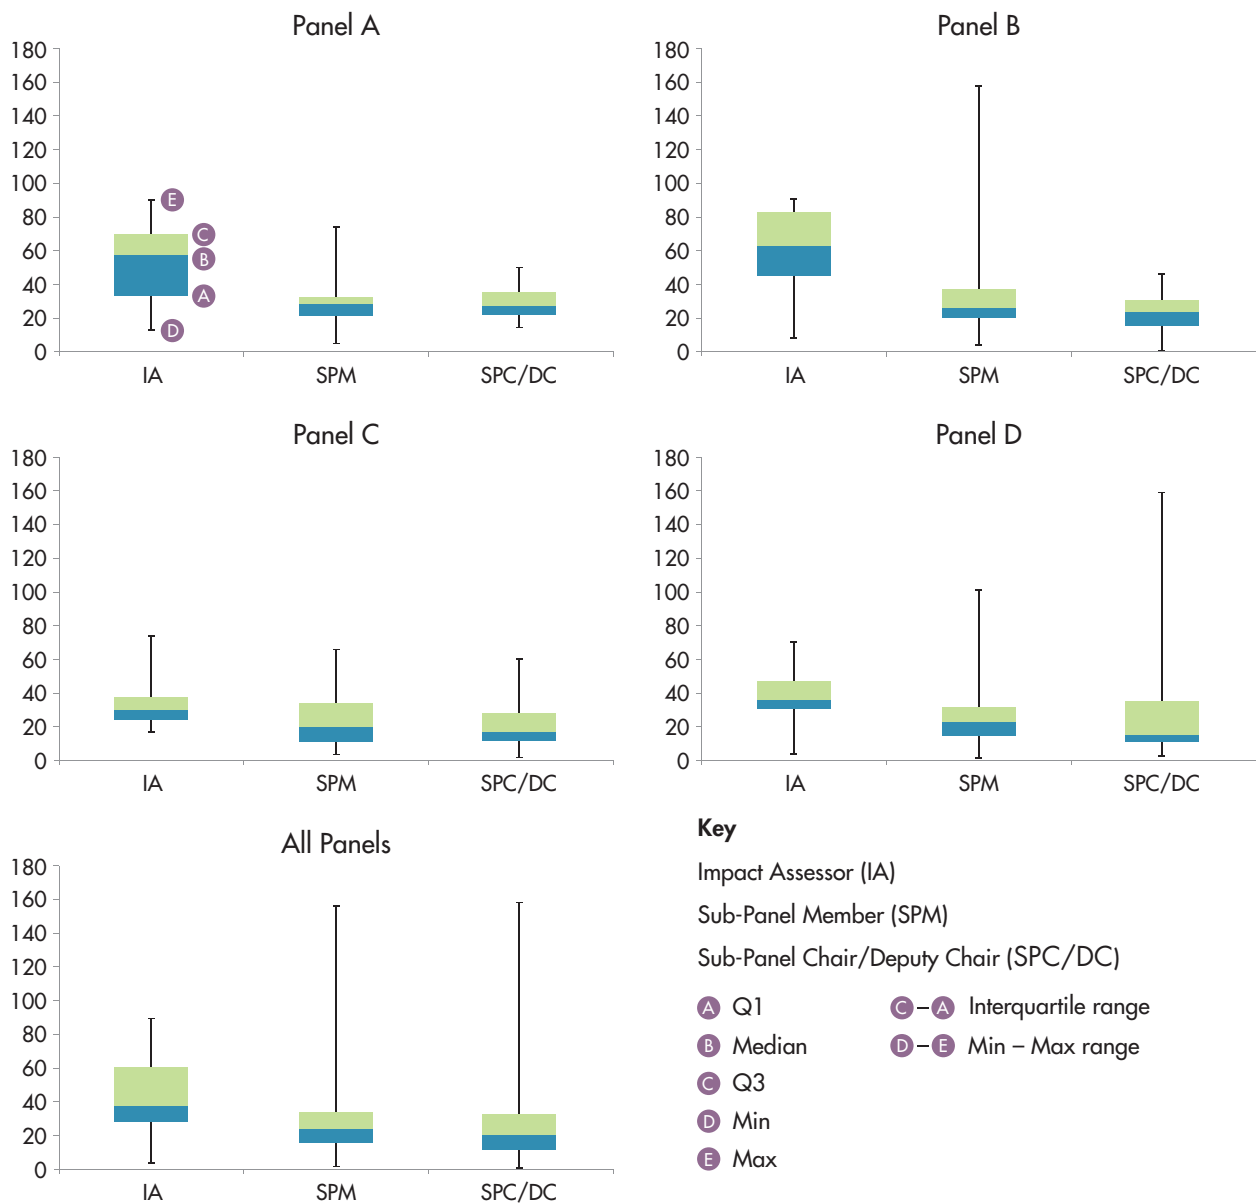 Panel A
180
160
140
120
100
80
60
40
20
0
E
C
B
A
D
IA SPM SPC/DC
Panel B
180
160
140
120
100
80
60
40
20
0
IA SPM SPC/DC
Panel C
180
160
140
120
100
80
60
40
20
0
IA SPM SPC/DC
Panel D
180
160
140
120
100
80
60
40
20
0
IA SPM SPC/DC
All Panels
180
160
140
120
100
80
60
40
20
0
IA SPM SPC/DC
Key
Impact Assessor (IA)
Sub-Panel Member (SPM)
Sub-Panel Chair/Deputy Chair (SPC/DC)
A Q1
B Median
C Q3
D Min
E Max
C – A Interquartile range
D – E Min – Max range